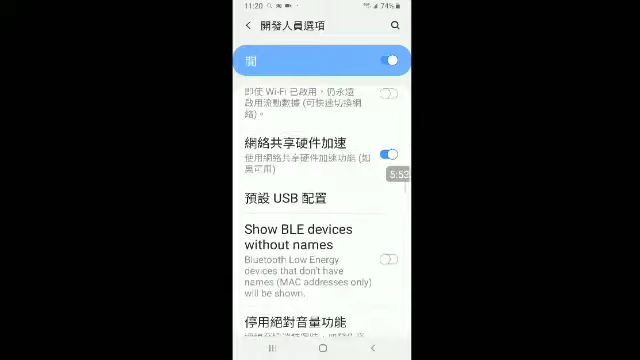 11:20
74%
開發人員選項
開
即使 Wi-Fi 已啟用，仍永遠
啟用流動數據 (可快速切換網
絡)。
網絡共享硬件加速
使用網絡共享硬件加速功能 (如
果可用)
5:53
預設 USB 配置
Show BLE devices
without names
Bluetooth Low Energy
devices that don't have
names (MAC addresses only)
will be shown.
停用絕對音量功能